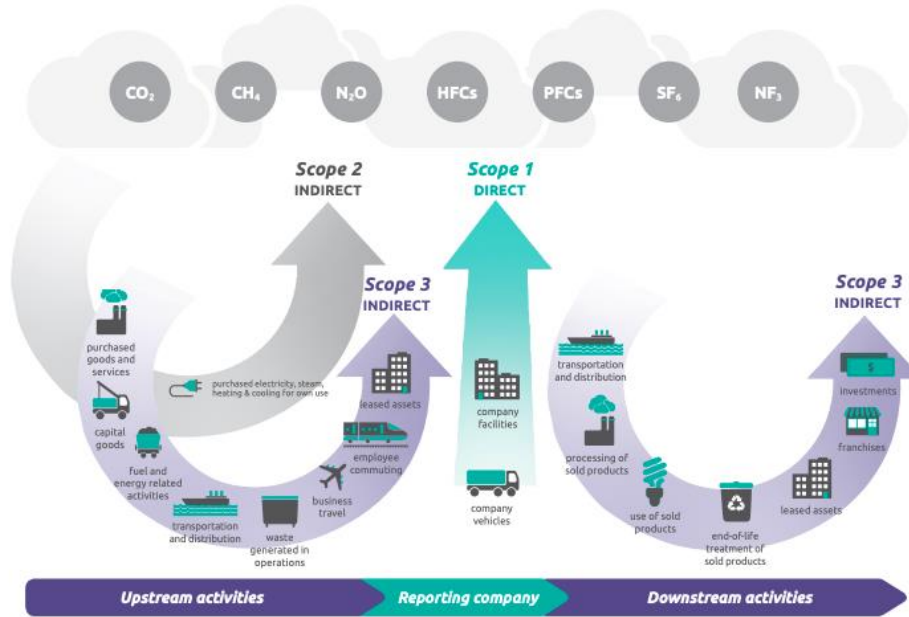 CO₂
CH₄
N₂O
HFCs
PFCs
SF₆
NF₃
Scope 2
INDIRECT
Scope 1
DIRECT
Scope 3
INDIRECT
Scope 3
INDIRECT
purchased
goods and
services
capital
goods
fuel and
energy related
activities
transportation
and distribution
waste
generated in
operations
business
travel
employee
commuting
leased assets
purchased electricity, steam,
heating & cooling for own use
company
facilities
company
vehicles
transportation
and distribution
processing of
sold products
use of sold
products
end-of-life
treatment of
sold products
leased assets
franchises
$
investments
Upstream activities
Reporting company
Downstream activities